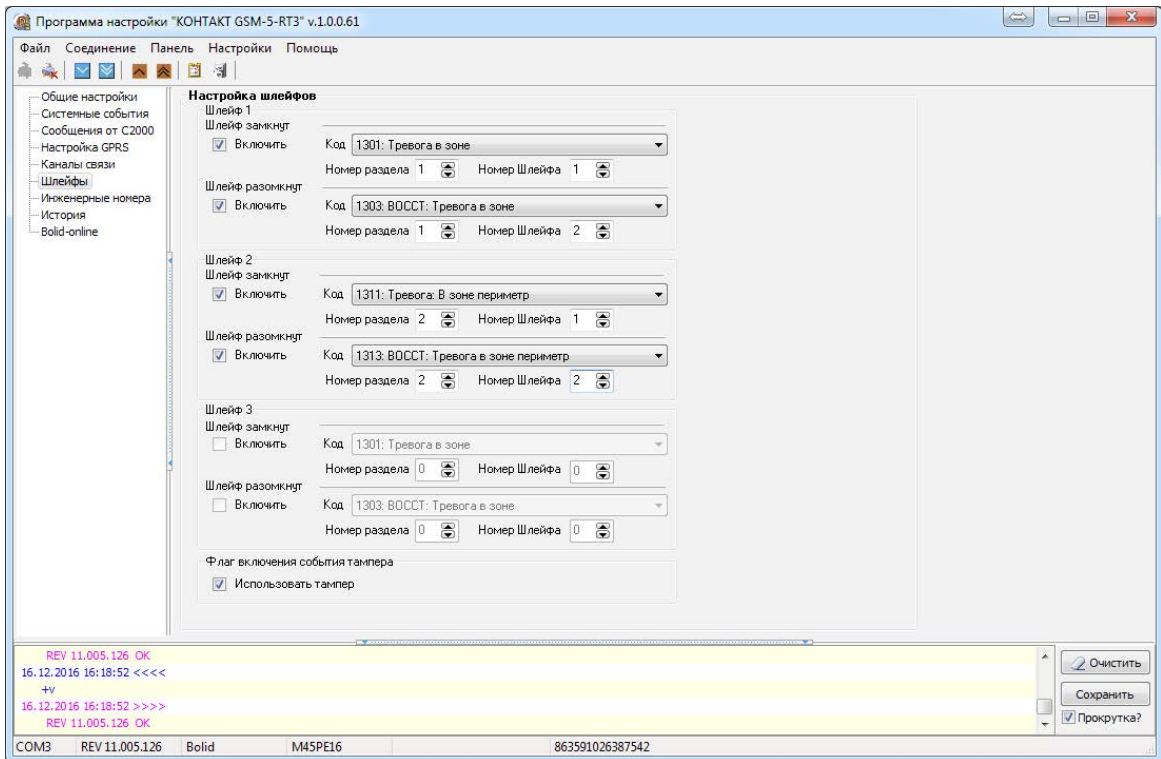 Программа настройки "КОНТАКТ GSM-5-RT3" v.1.0.0.61
Файл Соединение Панель Настройки Помощь
Общие настройки
Системные события
Сообщения от С2000
Настройка GPRS
Каналы связи
Шлейфы
Инженерные номера
История
Bolid-online
Настройка шлейфов
Шлейф 1
Шлейф замкнут
Включить Код 1301: Тревога в зоне
Номер раздела 1 Номер Шлейфа 1
Шлейф разомкнут
Включить Код 1303: ВОССТ: Тревога в зоне
Номер раздела 1 Номер Шлейфа 2
Шлейф 2
Шлейф замкнут
Включить Код 1311: Тревога: В зоне периметр
Номер раздела 2 Номер Шлейфа 1
Шлейф разомкнут
Включить Код 1313: ВОССТ: Тревога в зоне периметр
Номер раздела 2 Номер Шлейфа 2
Шлейф 3
Шлейф замкнут
Включить Код 1301: Тревога в зоне
Номер раздела 0 Номер Шлейфа 0
Шлейф разомкнут
Включить Код 1303: ВОССТ: Тревога в зоне
Номер раздела 0 Номер Шлейфа 0
Флаг включения события тампера
Использовать тампер
REV 11.005.126 OK
16.12.2016 16:18:52 <<<<
+v
16.12.2016 16:18:52 >>>>
REV 11.005.126 OK
Очистить
Сохранить
Прокрутка?
COM3 REV 11.005.126 Bolid M45PE16 863591026387542